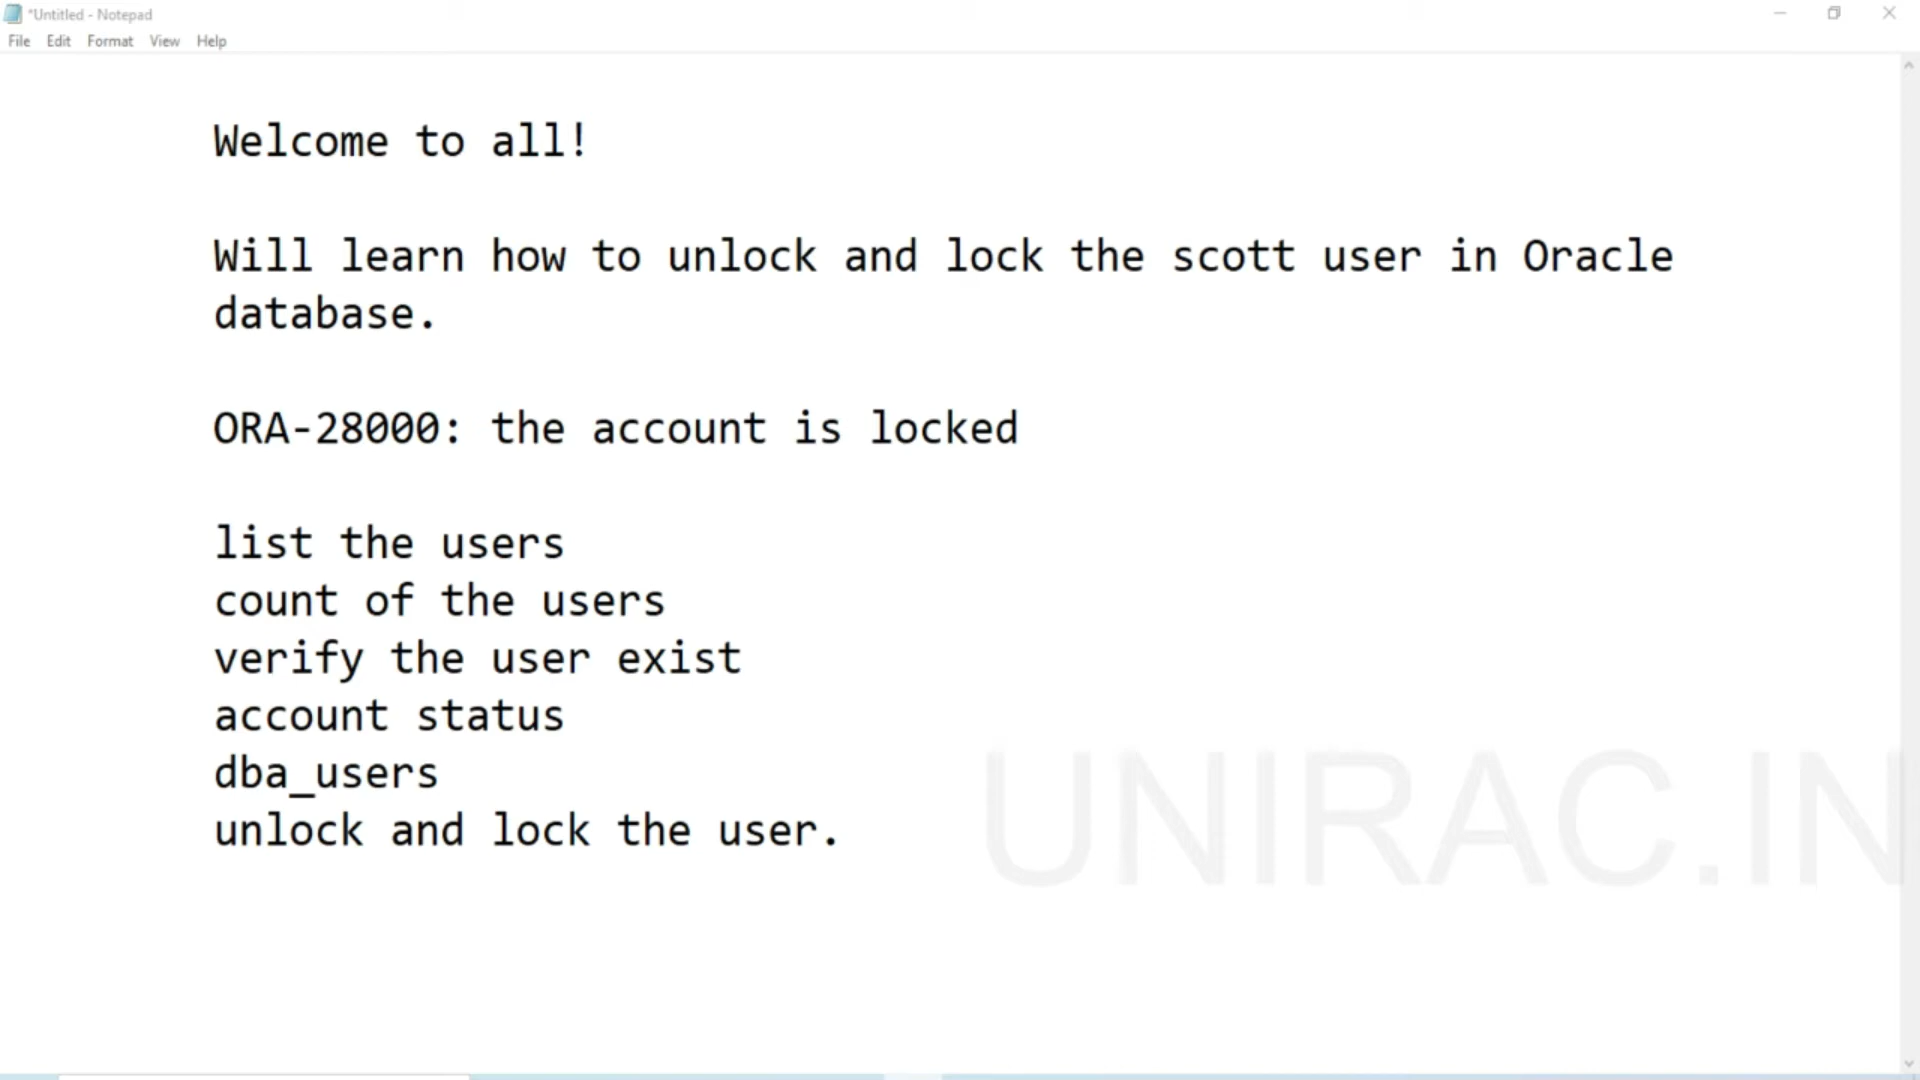 *Untitled - Notepad
File Edit Format View Help
Welcome to all!
Will learn how to unlock and lock the scott user in Oracle
database.
ORA-28000: the account is locked
list the users
count of the users
verify the user exist
account status
dba_users
unlock and lock the user.
UNIRAC.IN